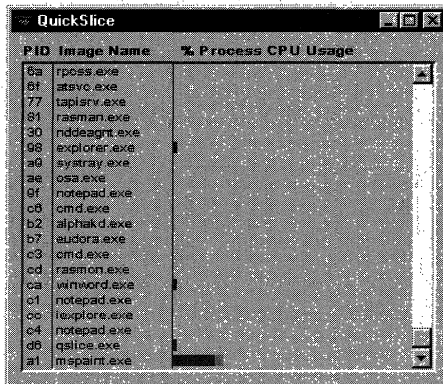 QuickSlice
PID Image Name % Process CPU Usage
6a rpcss.exe
6f atsvc.exe
77 tapisrv.exe
81 rasman.exe
30 nddeagnt.exe
98 explorer.exe
a9 systray.exe
ae osa.exe
9f notepad.exe
c6 cmd.exe
b2 alphakd.exe
b7 eudora.exe
c3 cmd.exe
cd rasmon.exe
ca winword.exe
c1 notepad.exe
cc iexplore.exe
c4 notepad.exe
d6 qslice.exe
a1 mspaint.exe